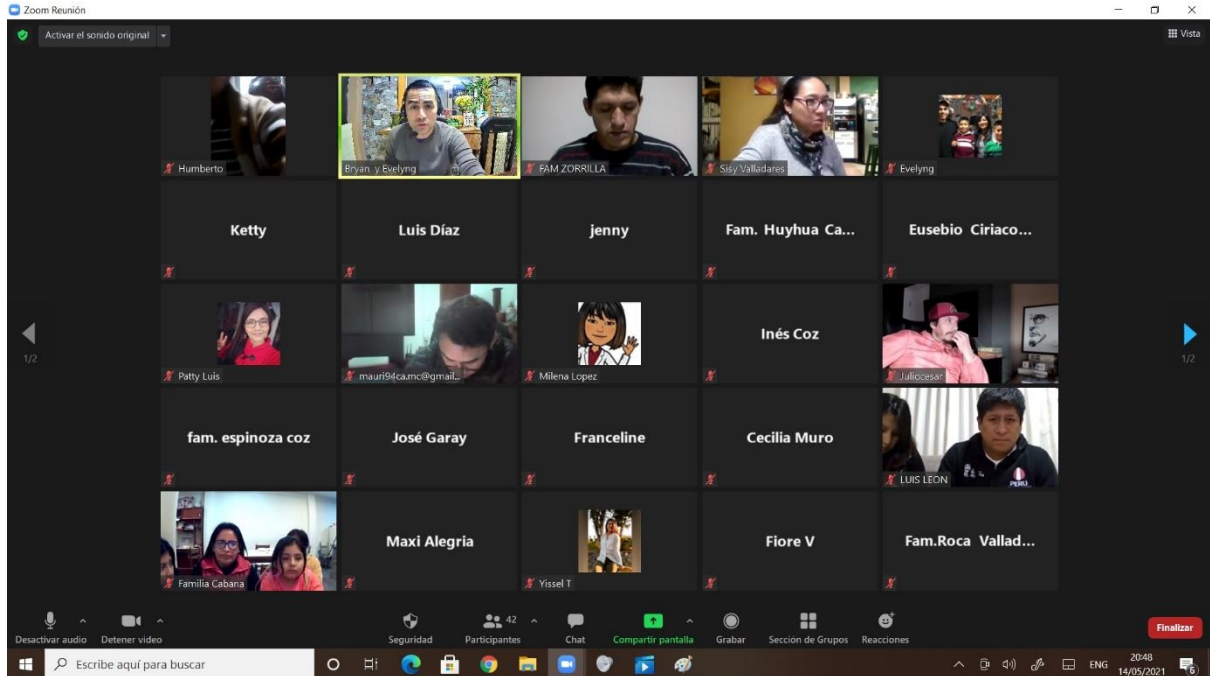 Zoom Reunión
Activar el sonido original
Vista
Humberto
Bryan y Evelyng
FAM ZORRILLA
Sisy Valladares
Evelyng
Ketty
Luis Díaz
jenny
Fam. Huyhua Ca...
Eusebio Ciriaco...
Patty Luis
mauri94ca.mc@gmail...
Milena Lopez
Inés Coz
Juliocesar
1/2
1/2
fam. espinoza coz
José Garay
Franceline
Cecilia Muro
PERU
LUIS LEON
Familia Cabana
Maxi Alegria
Yissel T
Fiore V
Fam.Roca Vallad...
42
Desactivar audio
Detener video
Seguridad
Participantes
Chat
Compartir pantalla
Grabar
Sección de Grupos
Reacciones
Finalizar
Escribe aquí para buscar
ENG
20:48
14/05/2021
6